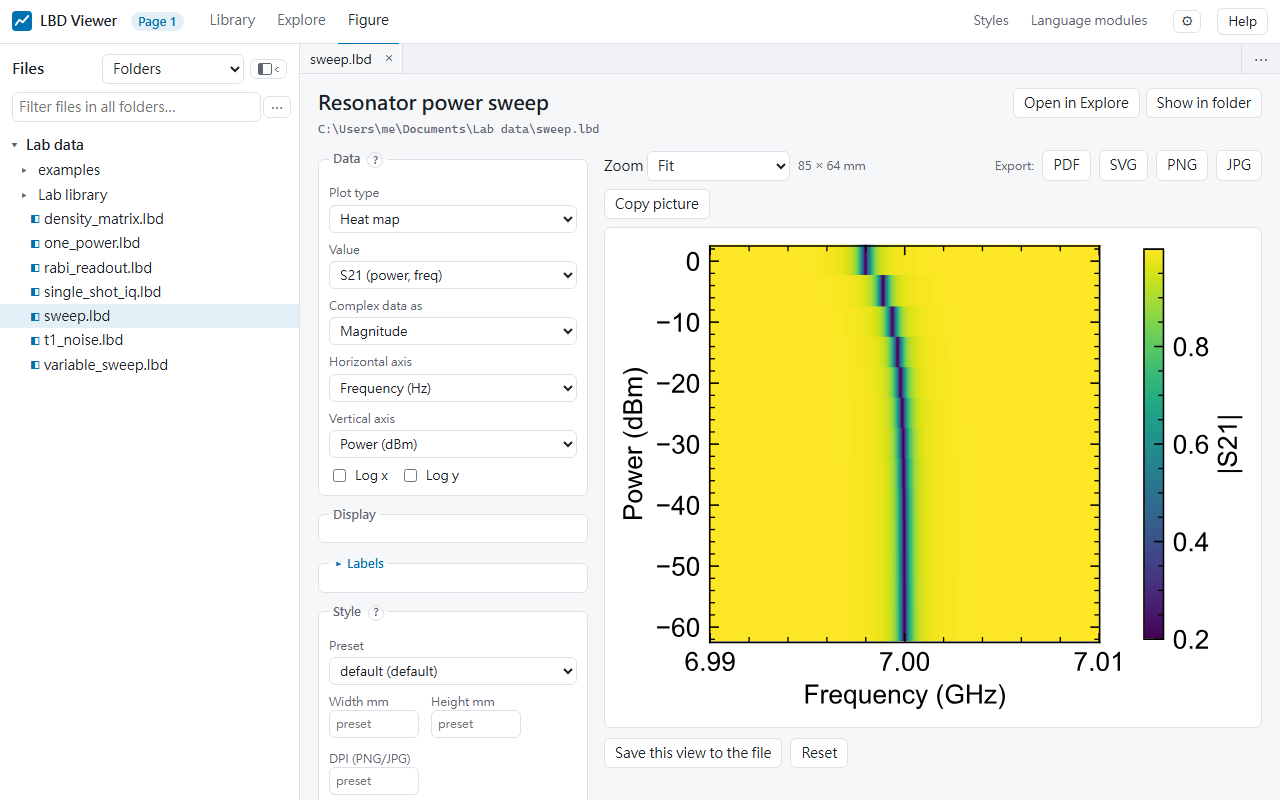 LBD Viewer Page 1 Library Explore Figure Styles Language modules ⚙ Help
Files Folders <
sweep.lbd × ...
Filter files in all folders... ...
Lab data
examples
Lab library
density_matrix.lbd
one_power.lbd
rabi_readout.lbd
single_shot_iq.lbd
sweep.lbd
t1_noise.lbd
variable_sweep.lbd
Resonator power sweep
Open in Explore Show in folder
C:\Users\me\Documents\Lab data\sweep.lbd
Data ?
Plot type
Heat map
Value
S21 (power, freq)
Complex data as
Magnitude
Horizontal axis
Frequency (Hz)
Vertical axis
Power (dBm)
Log x Log y
Display
Labels
Style ?
Preset
default (default)
Width mm Height mm
preset preset
DPI (PNG/JPG)
preset
Zoom Fit 85 × 64 mm Export: PDF SVG PNG JPG
Copy picture
0
−10
−20
−30
−40
−50
−60
Power (dBm)
6.99 7.00 7.01
Frequency (GHz)
0.8
0.6
0.4
0.2
|S21|
Save this view to the file Reset